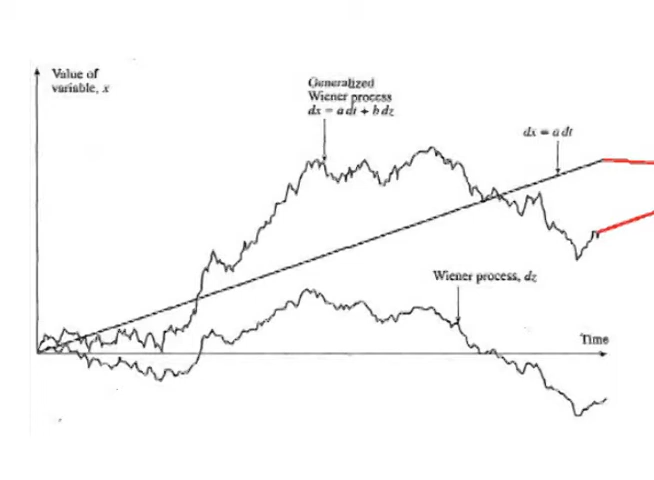 Value of
variable, x
Generalized
Wiener process
dx = a dt + b dz
dx = a dt
Wiener process, dz
Time